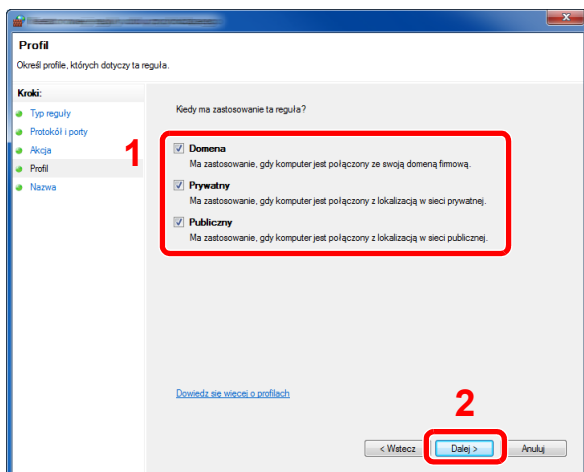 Profil
Określ profile, których dotyczy ta reguła.
Kroki:
Typ reguły
Protokół i porty
Akcja
Profil
Nazwa
Kiedy ma zastosowanie ta reguła?
1
Domena
Ma zastosowanie, gdy komputer jest połączony ze swoją domeną firmową.
Prywatny
Ma zastosowanie, gdy komputer jest połączony z lokalizacją w sieci prywatnej.
Publiczny
Ma zastosowanie, gdy komputer jest połączony z lokalizacją w sieci publicznej.
Dowiedz się więcej o profilach
2
< Wstecz Dalej > Anuluj